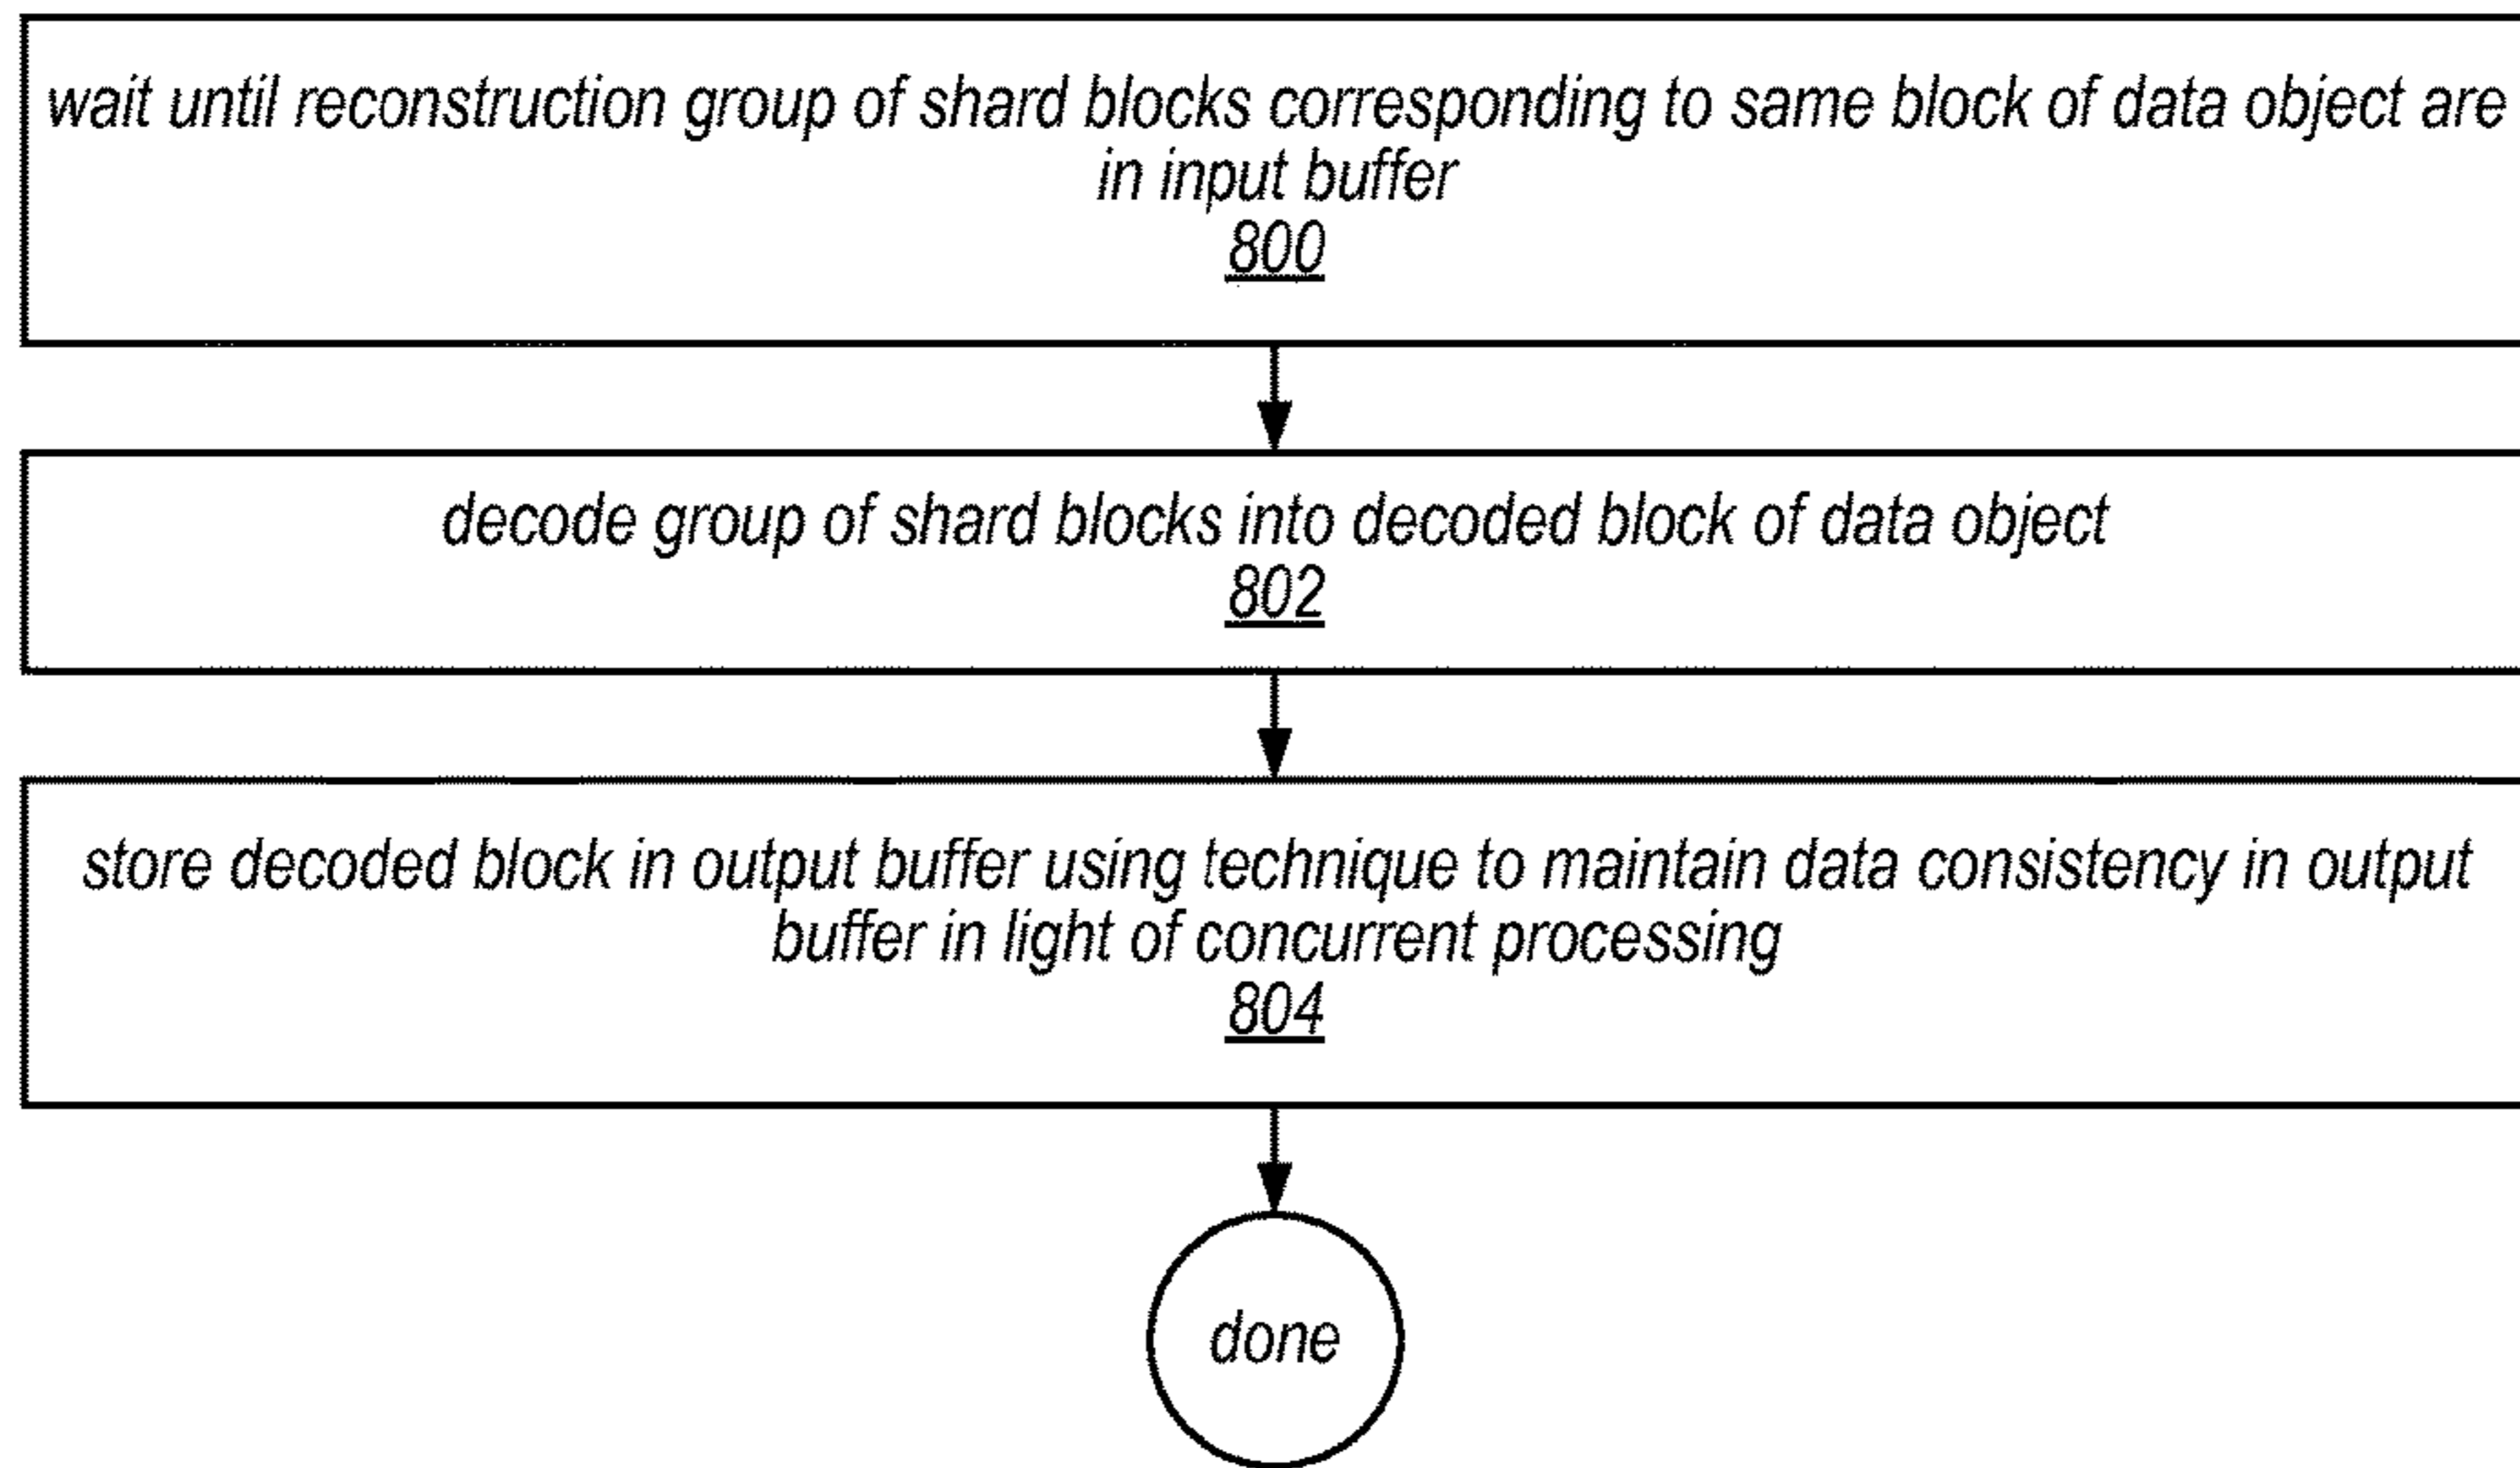 wait until reconstruction group of shard blocks corresponding to same block of data object are
in input buffer
800
decode group of shard blocks into decoded block of data object
802
store decoded block in output buffer using technique to maintain data consistency in output
buffer in light of concurrent processing
804
done